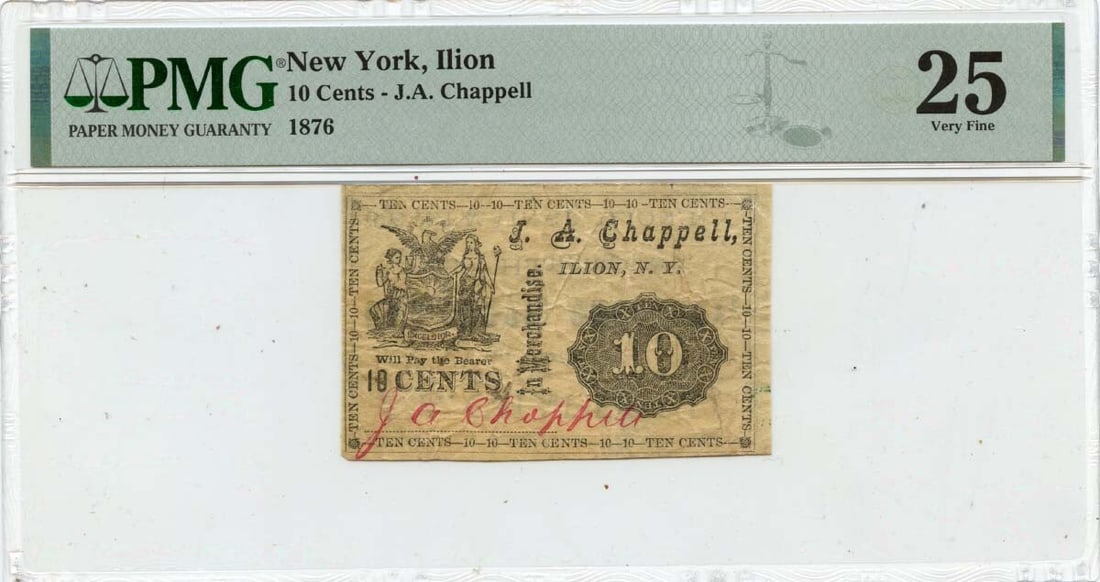 PMG®
PAPER MONEY GUARANTY
New York, Ilion
10 Cents - J.A. Chappell
1876
25
Very Fine
TEN CENTS—10—10—TEN CENTS—10—10—TEN CENTS
TEN CENTS—10—10—TEN CENTS
J. A. Chappell,
ILION, N. Y.
in Merchandise.
EXCELSIOR
Will Pay the Bearer
10 CENTS
TEN
X
X
10
J A Chappell
TEN CENTS—10—10—TEN CENTS
TEN CENTS—10—10—TEN CENTS—10—10—TEN CENTS